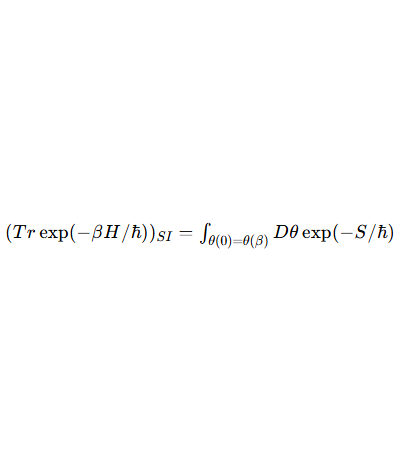 (Tr exp(−βH/ħ))_{SI} = ∫_{θ(0)=θ(β)} Dθ exp(−S/ħ)